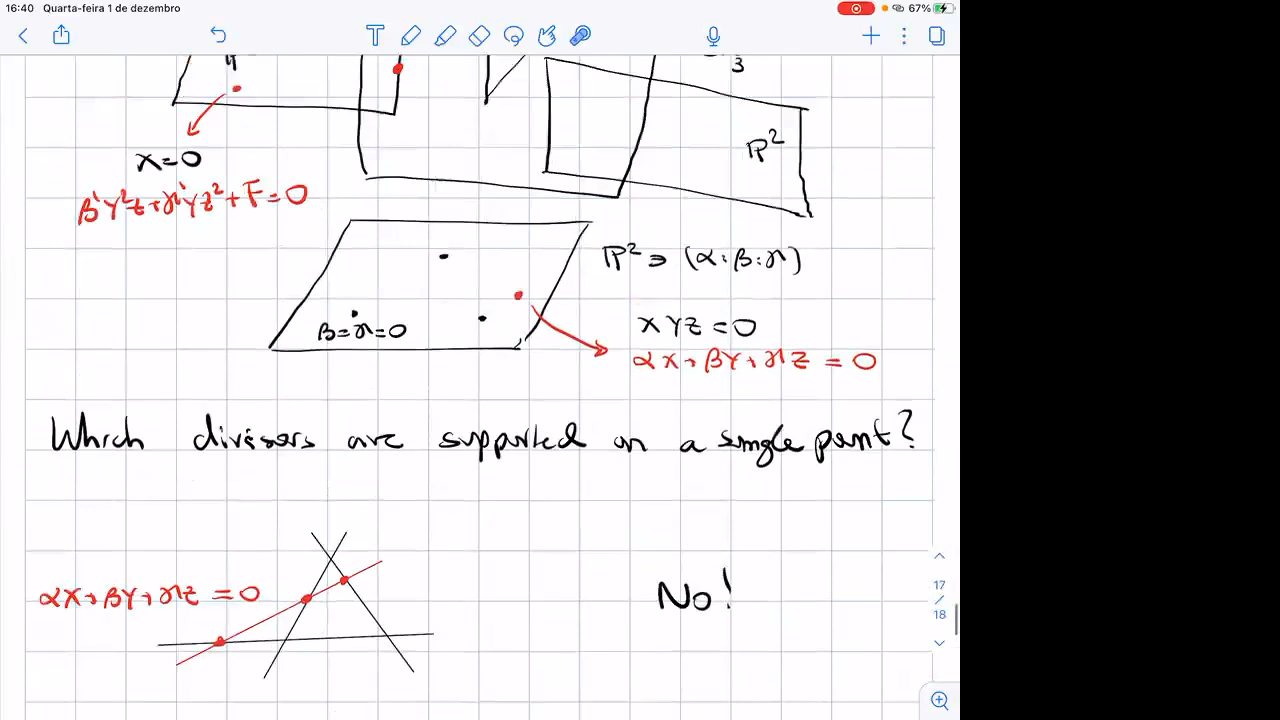 16:40 Quarta-feira 1 de dezembro 67%
4
3
ℙ²
X=0
β'Y²Z+γ'YZ²+F=0
ℙ² ∋ (α:β:γ)
β=γ=0
XYZ=0
αX+βY+γZ=0
Which divisors are supported on a single point?
αX+βY+γZ=0
No!
17
/
18